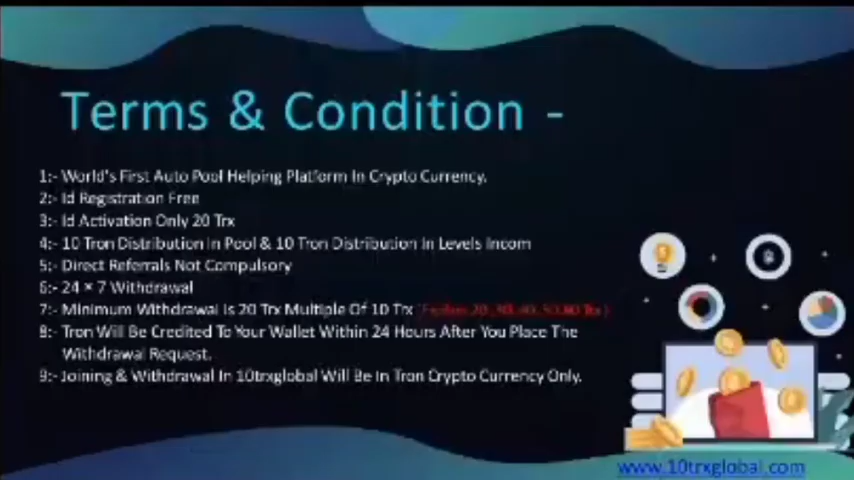 Terms & Condition -
1:- World's First Auto Pool Helping Platform In Crypto Currency.
2:- Id Registration Free
3:- Id Activation Only 20 Trx
4:- 10 Tron Distribution In Pool & 10 Tron Distribution In Levels Incom
5:- Direct Referrals Not Compulsory
6:- 24 × 7 Withdrawal
7:- Minimum Withdrawal Is 20 Trx Multiple Of 10 Trx
8:- Tron Will Be Credited To Your Wallet Within 24 Hours After You Place The
Withdrawal Request.
9:- Joining & Withdrawal In 10trxglobal Will Be In Tron Crypto Currency Only.
www.10trxglobal.com